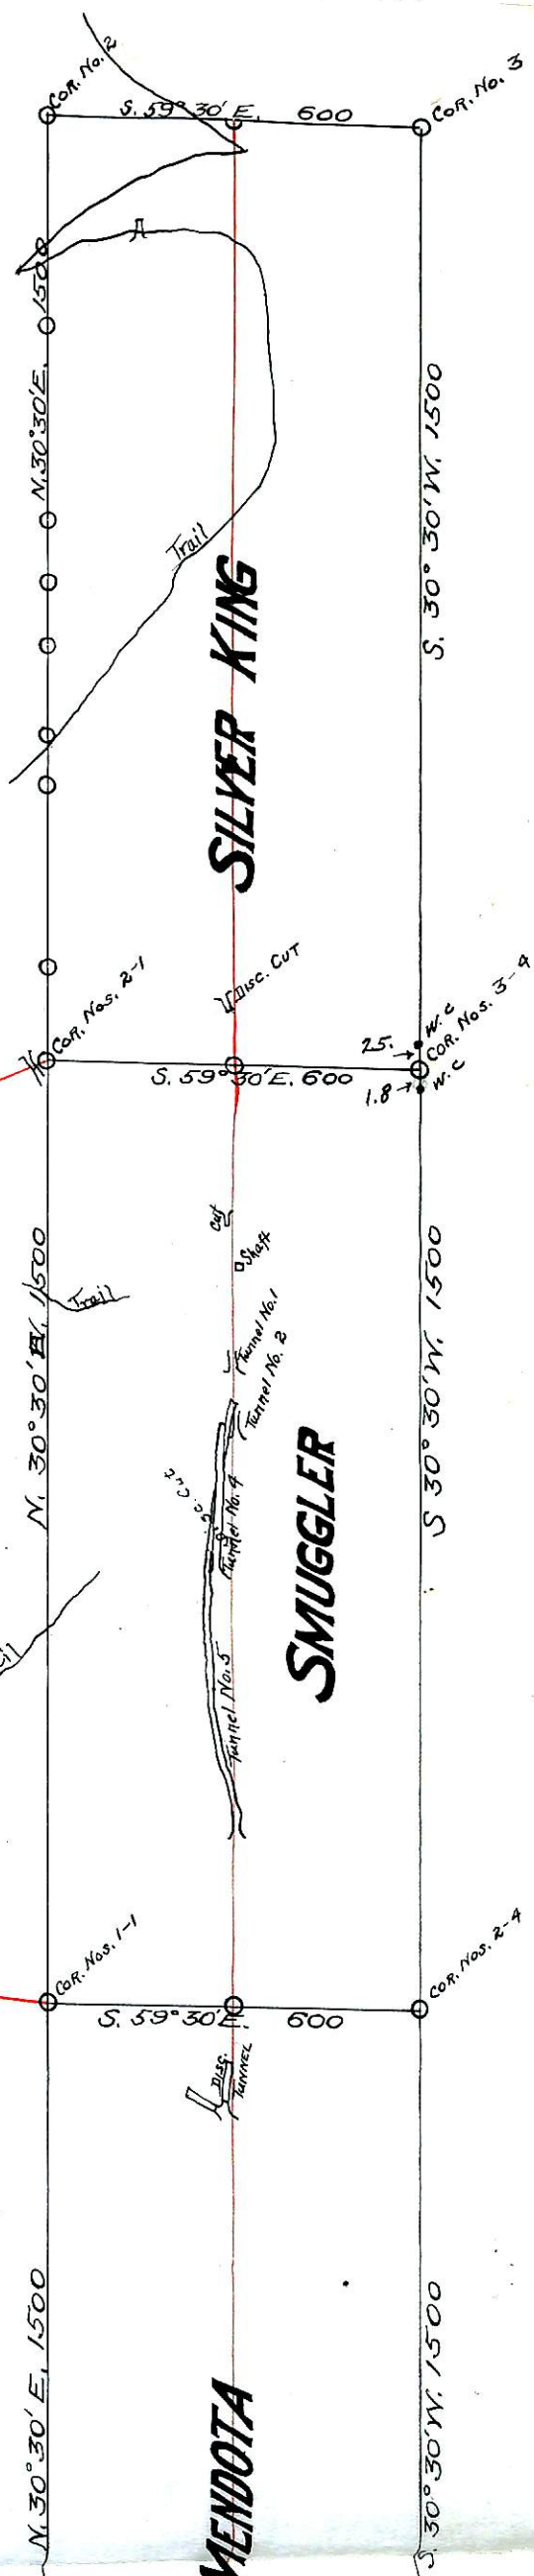 COR. No. 2
S. 59°30' E. 600
COR. No. 3
N. 30°30' E. 1500
S. 30°30' W. 1500
Trail
SILVER KING
DISC. CUT
COR. Nos. 2-1
25.
W. C
COR. Nos. 3-4
1.8
W. C
S. 59°30' E. 600
Cut
Shaft
N. 30°30' 1500
Trail
S 30°30' W. 1500
Tunnel No. 1
Tunnel No. 2
Tunnel No. 4
Cut
SMUGGLER
Tunnel No. 5
COR. Nos. 1-1
COR. Nos. 2-4
S. 59°30' E. 600
DISC.
TUNNEL
N. 30°30' E. 1500
S. 30°30' W. 1500
MENDOTA